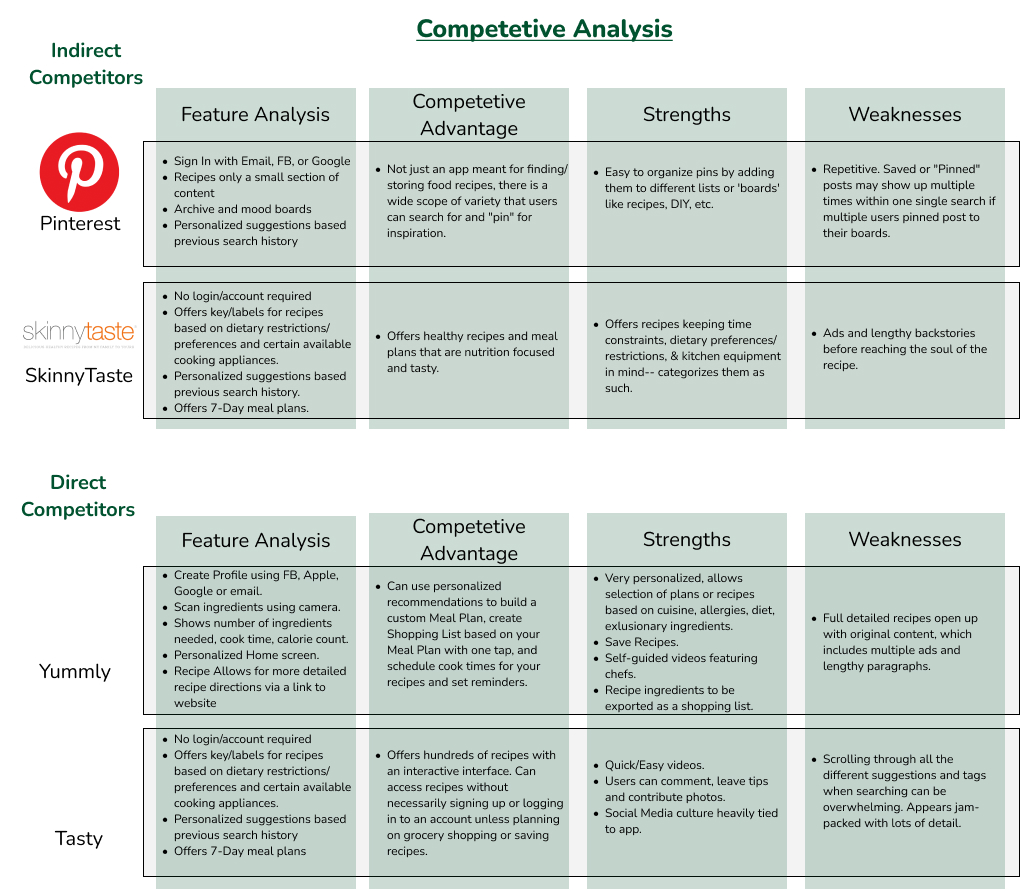 Competetive Analysis
Indirect
Competitors
Feature Analysis
Competetive
Advantage
Strengths
Weaknesses
Pinterest
• Sign In with Email, FB, or Google
• Recipes only a small section of
content
• Archive and mood boards
• Personalized suggestions based
previous search history
• Not just an app meant for finding/
storing food recipes, there is a
wide scope of variety that users
can search for and "pin" for
inspiration.
• Easy to organize pins by adding
them to different lists or 'boards'
like recipes, DIY, etc.
• Repetitive. Saved or "Pinned"
posts may show up multiple
times within one single search if
multiple users pinned post to
their boards.
skinnytaste
SkinnyTaste
• No login/account required
• Offers key/labels for recipes
based on dietary restrictions/
preferences and certain available
cooking appliances.
• Personalized suggestions based
previous search history.
• Offers 7-Day meal plans.
• Offers healthy recipes and meal
plans that are nutrition focused
and tasty.
• Offers recipes keeping time
constraints, dietary preferences/
restrictions, & kitchen equipment
in mind-- categorizes them as
such.
• Ads and lengthy backstories
before reaching the soul of the
recipe.
Direct
Competitors
Feature Analysis
Competetive
Advantage
Strengths
Weaknesses
Yummly
• Create Profile using FB, Apple,
Google or email.
• Scan ingredients using camera.
• Shows number of ingredients
needed, cook time, calorie count.
• Personalized Home screen.
• Recipe Allows for more detailed
recipe directions via a link to
website
• Can use personalized
recommendations to build a
custom Meal Plan, create
Shopping List based on your
Meal Plan with one tap, and
schedule cook times for your
recipes and set reminders.
• Very personalized, allows
selection of plans or recipes
based on cuisine, allergies, diet,
exlusionary ingredients.
• Save Recipes.
• Self-guided videos featuring
chefs.
• Recipe ingredients to be
exported as a shopping list.
• Full detailed recipes open up
with original content, which
includes multiple ads and
lengthy paragraphs.
Tasty
• No login/account required
• Offers key/labels for recipes
based on dietary restrictions/
preferences and certain available
cooking appliances.
• Personalized suggestions based
previous search history
• Offers 7-Day meal plans
• Offers hundreds of recipes with
an interactive interface. Can
access recipes without
necessarily signing up or logging
in to an account unless planning
on grocery shopping or saving
recipes.
• Quick/Easy videos.
• Users can comment, leave tips
and contribute photos.
• Social Media culture heavily tied
to app.
• Scrolling through all the
different suggestions and tags
when searching can be
overwhelming. Appears jam-
packed with lots of detail.